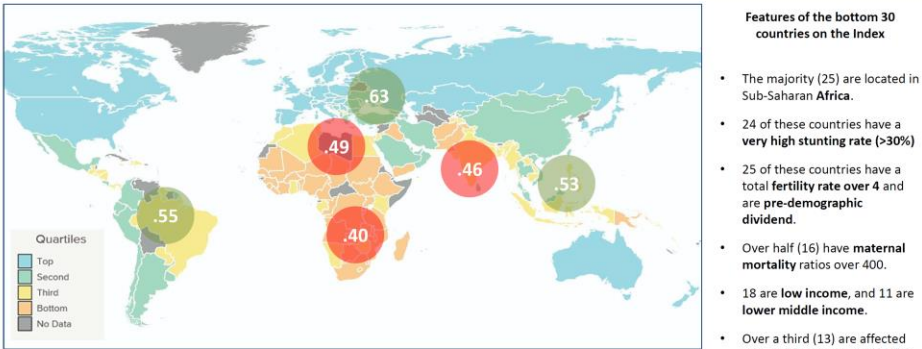 Features of the bottom 30
countries on the Index
• The majority (25) are located in
Sub-Saharan Africa.
• 24 of these countries have a
very high stunting rate (>30%)
• 25 of these countries have a
total fertility rate over 4 and
are pre-demographic
dividend.
• Over half (16) have maternal
mortality ratios over 400.
• 18 are low income, and 11 are
lower middle income.
• Over a third (13) are affected
.63
.49
.46
.53
.55
.40
Quartiles
Top
Second
Third
Bottom
No Data